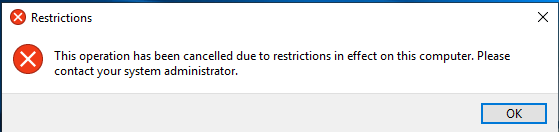 Restrictions
This operation has been cancelled due to restrictions in effect on this computer. Please
contact your system administrator.
OK